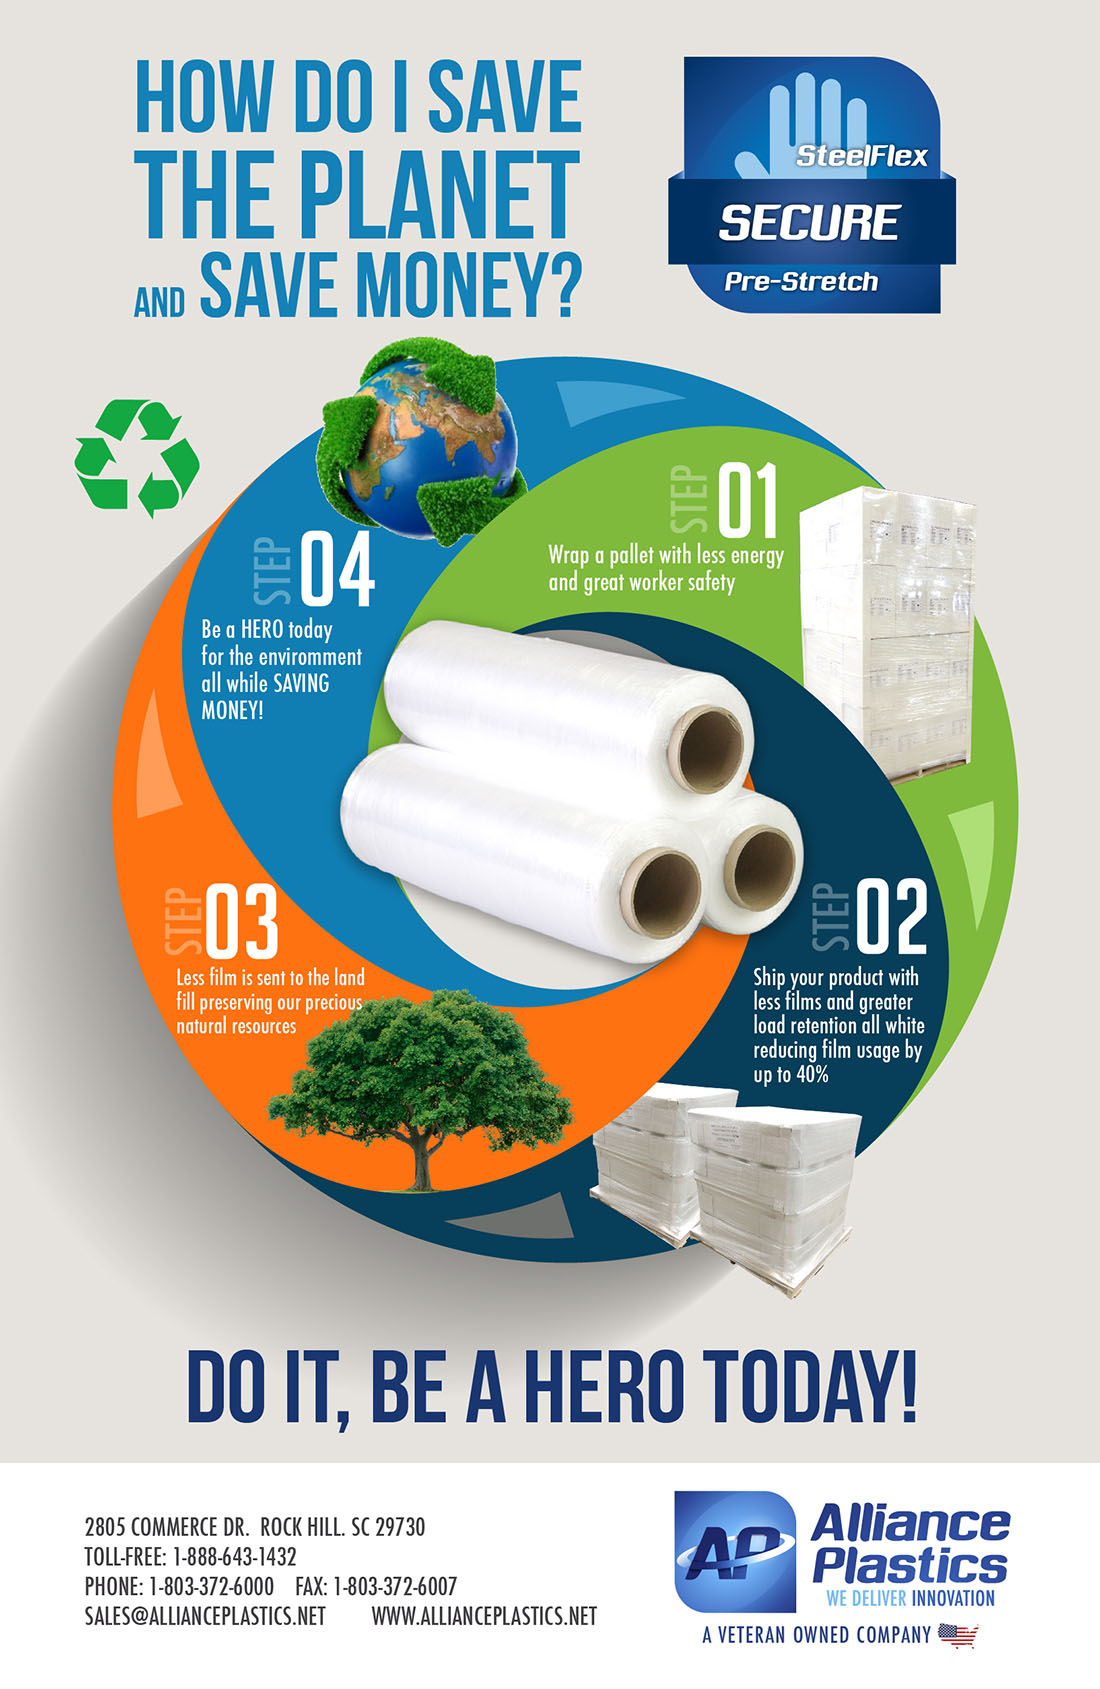 HOW DO I SAVE
THE PLANET
AND SAVE MONEY?
SteelFlex
SECURE
Pre-Stretch
STEP 01
Wrap a pallet with less energy
and great worker safety
STEP 04
Be a HERO today
for the enviromment
all while SAVING
MONEY!
STEP 03
Less film is sent to the land
fill preserving our precious
natural resources
STEP 02
Ship your product with
less films and greater
load retention all white
reducing film usage by
up to 40%
DO IT, BE A HERO TODAY!
2805 COMMERCE DR. ROCK HILL. SC 29730
TOLL-FREE: 1-888-643-1432
PHONE: 1-803-372-6000 FAX: 1-803-372-6007
SALES@ALLIANCEPLASTICS.NET WWW.ALLIANCEPLASTICS.NET
AP
Alliance
Plastics
WE DELIVER INNOVATION
A VETERAN OWNED COMPANY